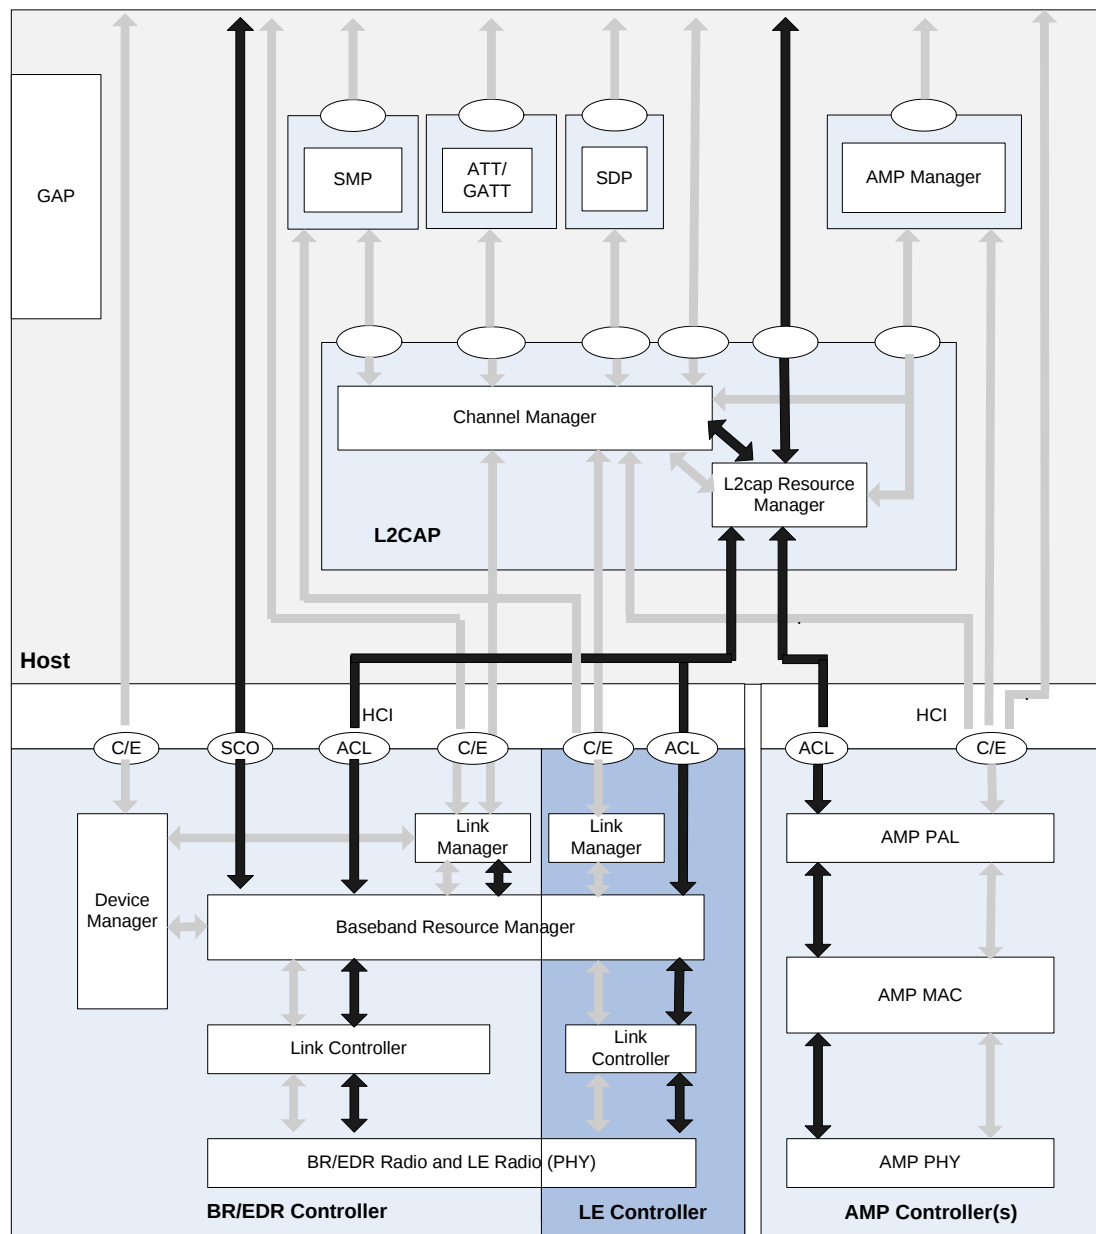 SMP
ATT/
GATT
SDP
AMP Manager
GAP
Channel Manager
L2cap Resource
Manager
L2CAP
Host
HCI
HCI
C/E
SCO
ACL
C/E
C/E
ACL
ACL
C/E
Link
Manager
Link
Manager
AMP PAL
Device
Manager
Baseband Resource Manager
AMP MAC
Link Controller
Link
Controller
BR/EDR Radio and LE Radio (PHY)
AMP PHY
BR/EDR Controller
LE Controller
AMP Controller(s)